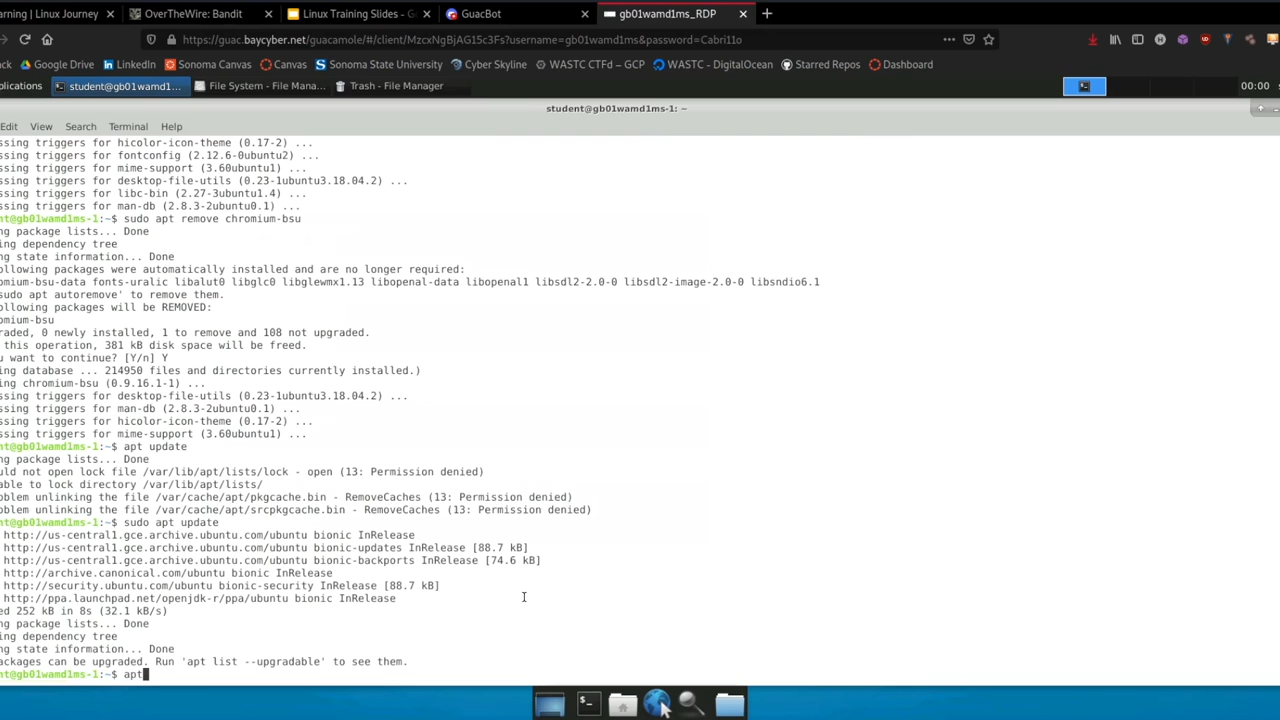 arning | Linux Journey
OverTheWire: Bandit
Linux Training Slides - G
GuacBot
gb01wamd1ms_RDP
https://guac.baycyber.net/guacamole/#/client/MzcxNgBjAG15c3Fs?username=gb01wamd1ms&password=Cabri11o
ck
Google Drive
LinkedIn
Sonoma Canvas
Canvas
Sonoma State University
Cyber Skyline
WASTC CTFd – GCP
WASTC - DigitalOcean
Starred Repos
Dashboard
plications
student@gb01wamd1...
File System - File Mana...
Trash - File Manager
00:00
student@gb01wamd1ms-1: ~
Edit View Search Terminal Help
ssing triggers for hicolor-icon-theme (0.17-2) ...
ssing triggers for fontconfig (2.12.6-0ubuntu2) ...
ssing triggers for mime-support (3.60ubuntu1) ...
ssing triggers for desktop-file-utils (0.23-1ubuntu3.18.04.2) ...
ssing triggers for libc-bin (2.27-3ubuntu1.4) ...
ssing triggers for man-db (2.8.3-2ubuntu0.1) ...
nt@gb01wamd1ms-1:~$ sudo apt remove chromium-bsu
ng package lists... Done
ing dependency tree
ng state information... Done
ollowing packages were automatically installed and are no longer required:
omium-bsu-data fonts-uralic libalut0 libglc0 libglewmx1.13 libopenal-data libopenal1 libsdl2-2.0-0 libsdl2-image-2.0-0 libsndio6.1
sudo apt autoremove' to remove them.
ollowing packages will be REMOVED:
omium-bsu
raded, 0 newly installed, 1 to remove and 108 not upgraded.
 this operation, 381 kB disk space will be freed.
u want to continue? [Y/n] Y
ing database ... 214950 files and directories currently installed.)
ing chromium-bsu (0.9.16.1-1) ...
ssing triggers for desktop-file-utils (0.23-1ubuntu3.18.04.2) ...
ssing triggers for man-db (2.8.3-2ubuntu0.1) ...
ssing triggers for hicolor-icon-theme (0.17-2) ...
ssing triggers for mime-support (3.60ubuntu1) ...
nt@gb01wamd1ms-1:~$ apt update
ng package lists... Done
uld not open lock file /var/lib/apt/lists/lock - open (13: Permission denied)
able to lock directory /var/lib/apt/lists/
oblem unlinking the file /var/cache/apt/pkgcache.bin - RemoveCaches (13: Permission denied)
oblem unlinking the file /var/cache/apt/srcpkgcache.bin - RemoveCaches (13: Permission denied)
nt@gb01wamd1ms-1:~$ sudo apt update
http://us-central1.gce.archive.ubuntu.com/ubuntu bionic InRelease
http://us-central1.gce.archive.ubuntu.com/ubuntu bionic-updates InRelease [88.7 kB]
http://us-central1.gce.archive.ubuntu.com/ubuntu bionic-backports InRelease [74.6 kB]
http://archive.canonical.com/ubuntu bionic InRelease
http://security.ubuntu.com/ubuntu bionic-security InRelease [88.7 kB]
http://ppa.launchpad.net/openjdk-r/ppa/ubuntu bionic InRelease
ed 252 kB in 8s (32.1 kB/s)
ng package lists... Done
ing dependency tree
ng state information... Done
ackages can be upgraded. Run 'apt list --upgradable' to see them.
nt@gb01wamd1ms-1:~$ apt